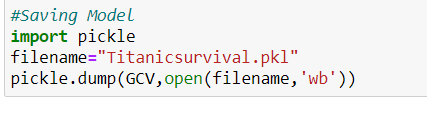 #Saving Model
import pickle
filename="Titanicsurvival.pkl"
pickle.dump(GCV,open(filename,'wb'))